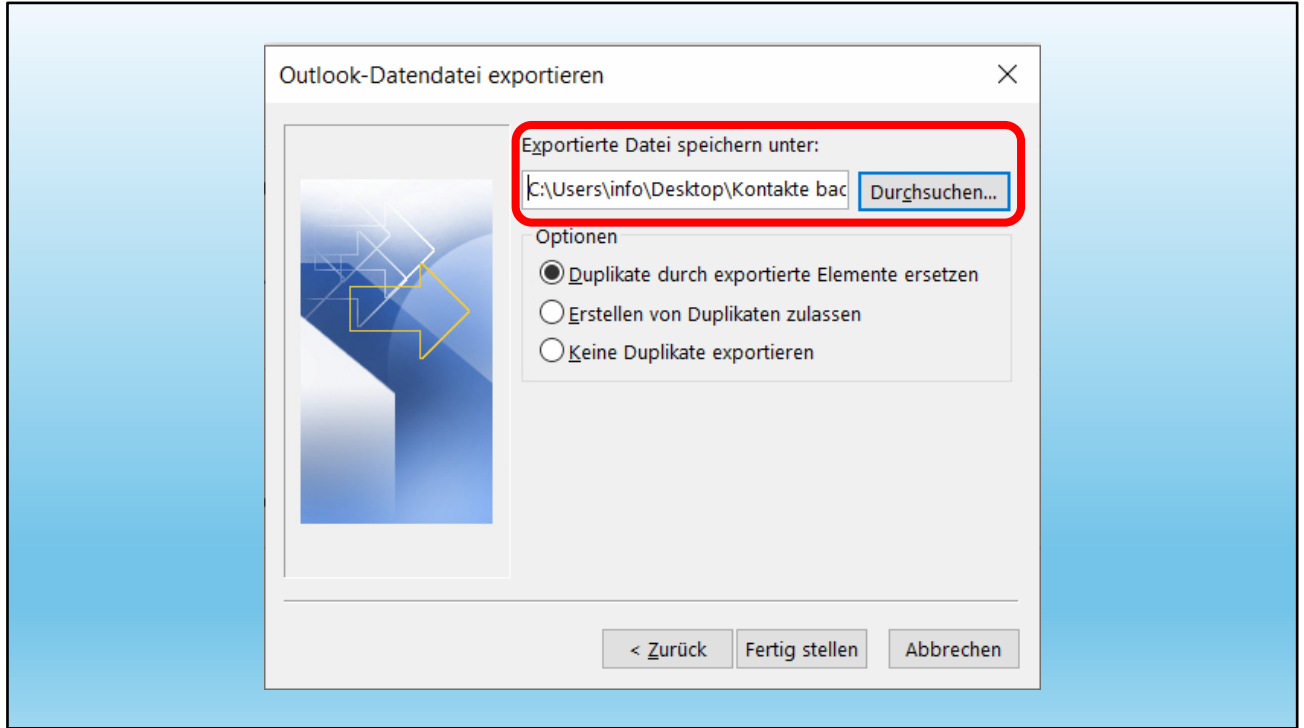 Outlook-Datendatei exportieren
Exportierte Datei speichern unter:
C:\Users\info\Desktop\Kontakte bac
Durchsuchen...
Optionen
Duplikate durch exportierte Elemente ersetzen
Erstellen von Duplikaten zulassen
Keine Duplikate exportieren
< Zurück Fertig stellen Abbrechen